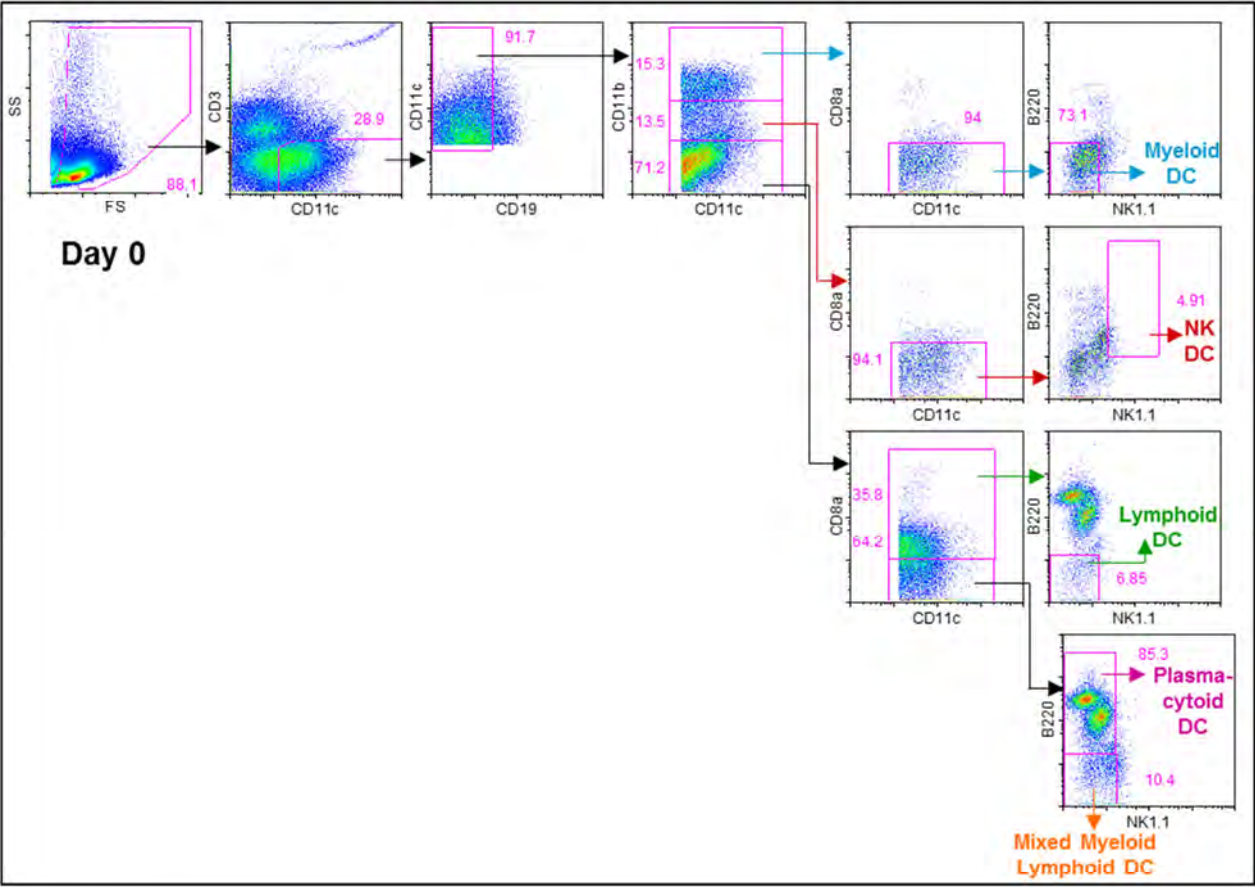 SS
88.1
FS
CD3
28.9
CD11c
CD11c
91.7
CD19
CD11b
15.3
13.5
71.2
CD11c
CD8a
94
CD11c
B220
73.1
Myeloid
DC
NK1.1
Day 0
CD8a
94.1
CD11c
B220
4.91
NK
DC
NK1.1
CD8a
35.8
64.2
CD11c
B220
Lymphoid
DC
6.85
NK1.1
B220
85.3
Plasma-
cytoid
DC
10.4
NK1.1
Mixed Myeloid
Lymphoid DC